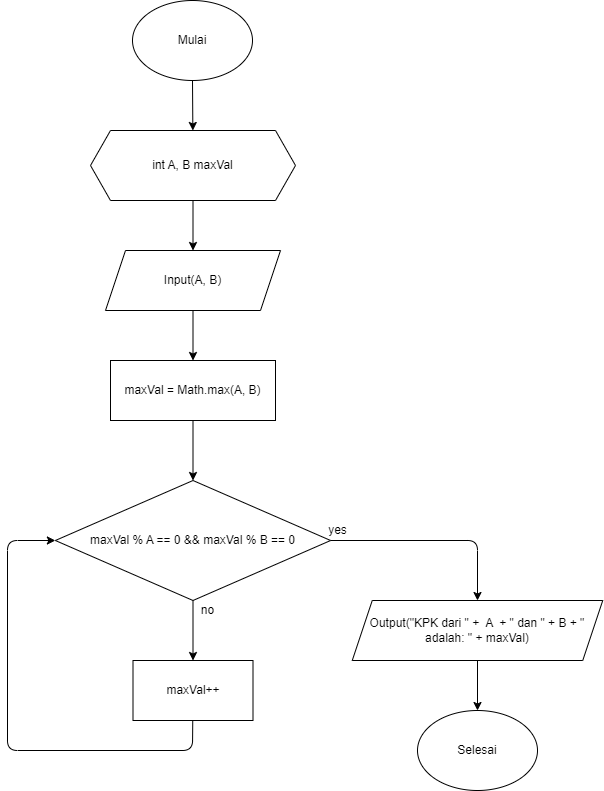 Mulai
int A, B maxVal
Input(A, B)
maxVal = Math.max(A, B)
maxVal % A == 0 && maxVal % B == 0
yes
no
Output("KPK dari " +  A  + " dan " + B + "
adalah: " + maxVal)
maxVal++
Selesai